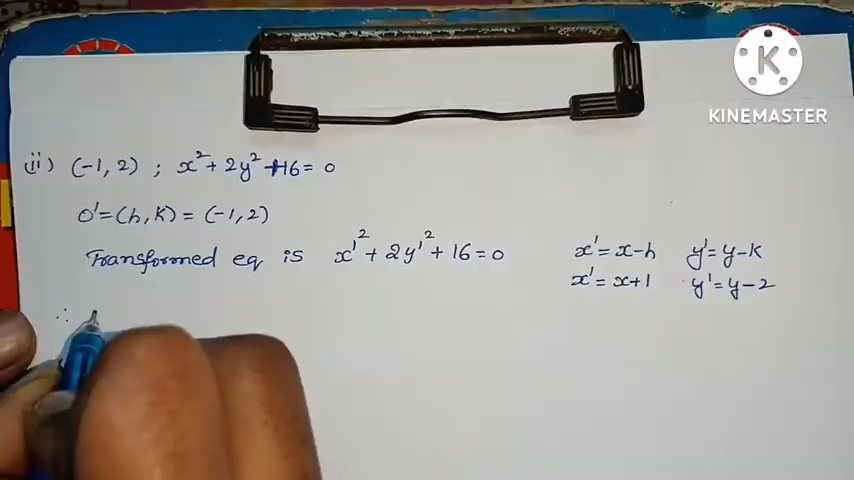 K
KINEMASTER
(ii) (-1, 2) ; x² + 2y² + 16 = 0
O' = (h, K) = (-1, 2)
Transformed eq is x'² + 2y'² + 16 = 0
x' = x-h y' = y-K
x' = x+1 y' = y-2
∴